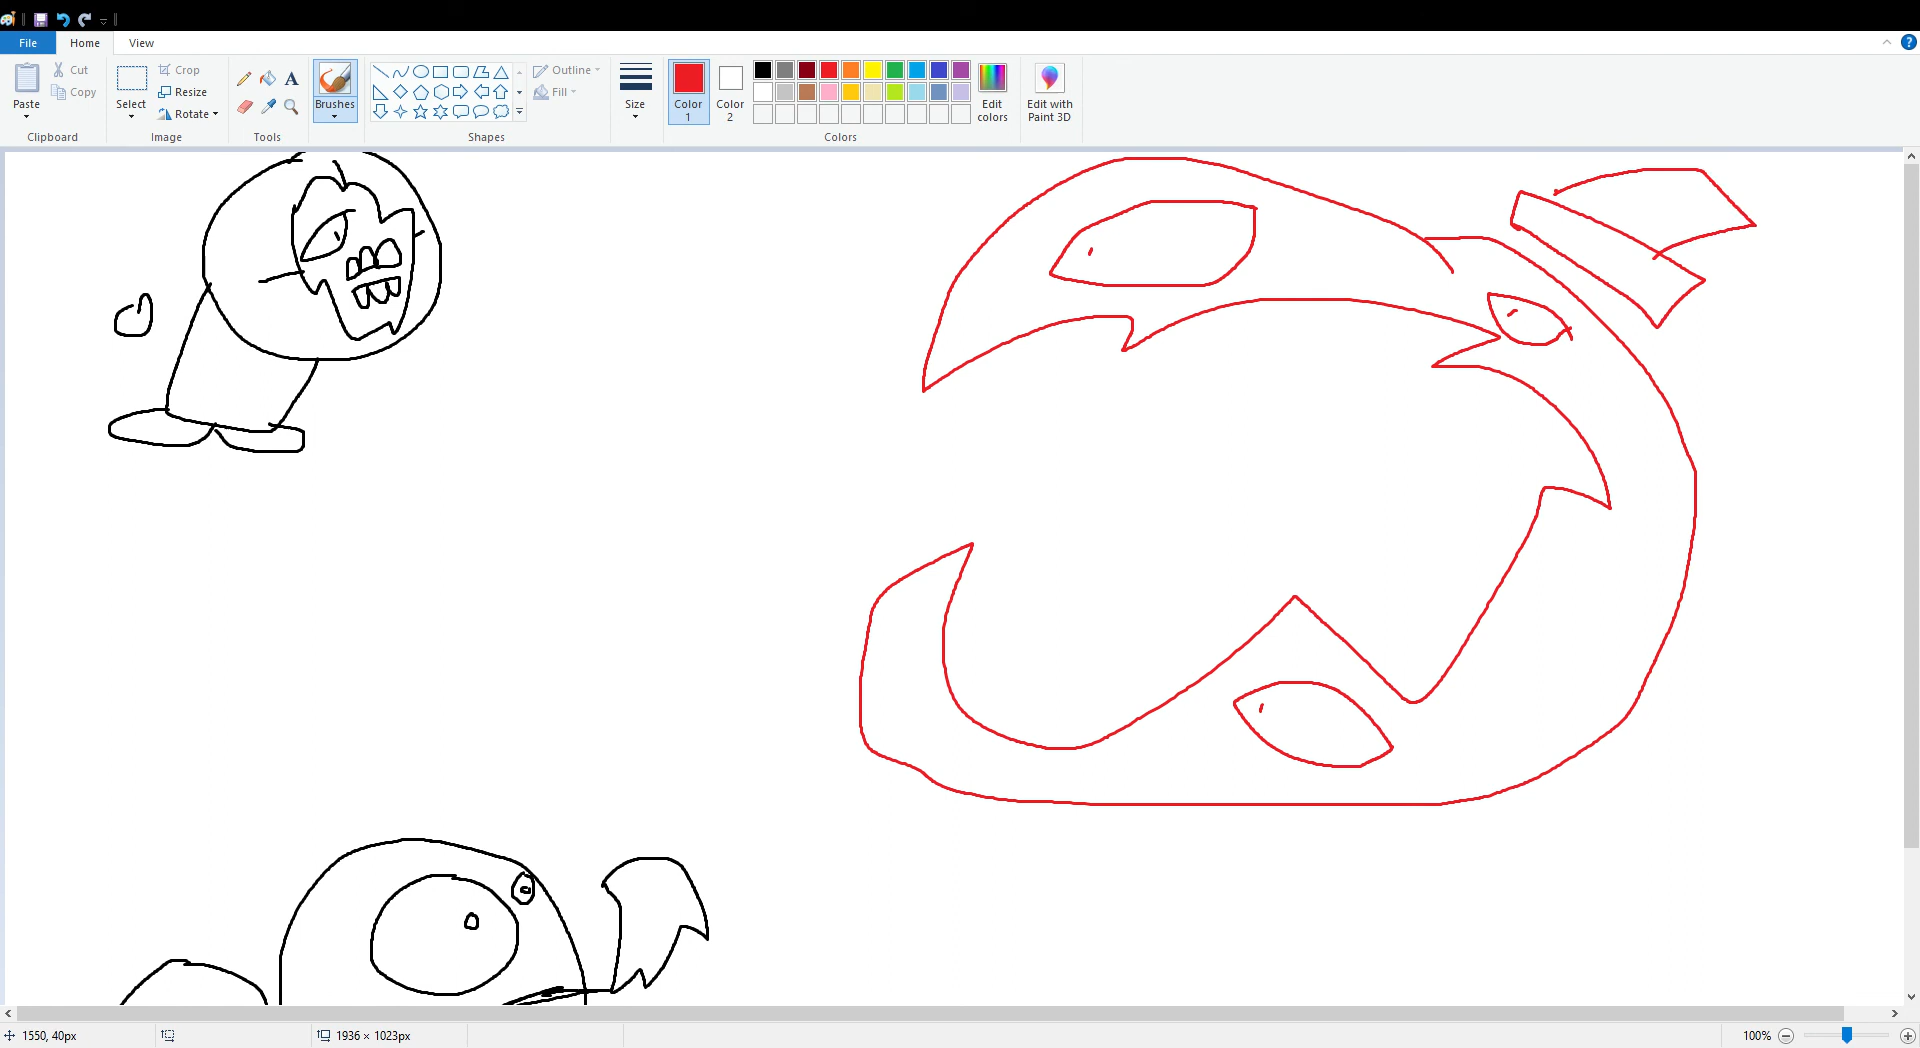 File Home View
Paste
Cut
Copy
Clipboard
Select
Crop
Resize
Rotate
Image
A
Tools
Brushes
Shapes
Outline
Fill
Size
Color
1
Color
2
Edit
colors
Colors
Edit with
Paint 3D
?
1550, 40px
1936 × 1023px
100%